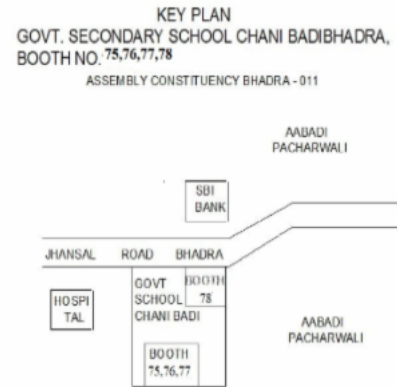 KEY PLAN
GOVT. SECONDARY SCHOOL CHANI BADIBHADRA,
BOOTH NO. 75,76,77,78
ASSEMBLY CONSTITUENCY BHADRA - 011
AABADI
PACHARWALI
SBI
BANK
JHANSAL ROAD BHADRA
HOSPI
TAL
GOVT
SCHOOL
CHANI BADI
BOOTH
78
AABADI
PACHARWALI
BOOTH
75,76,77